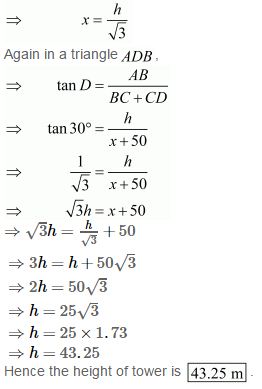 ⇒ x = h/√3
Again in a triangle ADB,
⇒ tan D = AB/(BC + CD)
⇒ tan 30° = h/(x + 50)
⇒ 1/√3 = h/(x + 50)
⇒ √3h = x + 50
⇒ √3h = h/√3 + 50
⇒ 3h = h + 50√3
⇒ 2h = 50√3
⇒ h = 25√3
⇒ h = 25 × 1.73
⇒ h = 43.25
Hence the height of tower is 43.25 m.